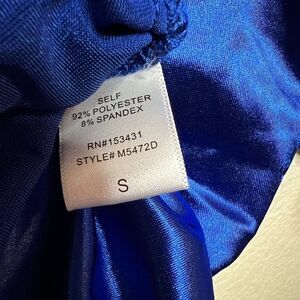 SELF
92% POLYESTER
8% SPANDEX
RN#153431
STYLE# M5472D
S